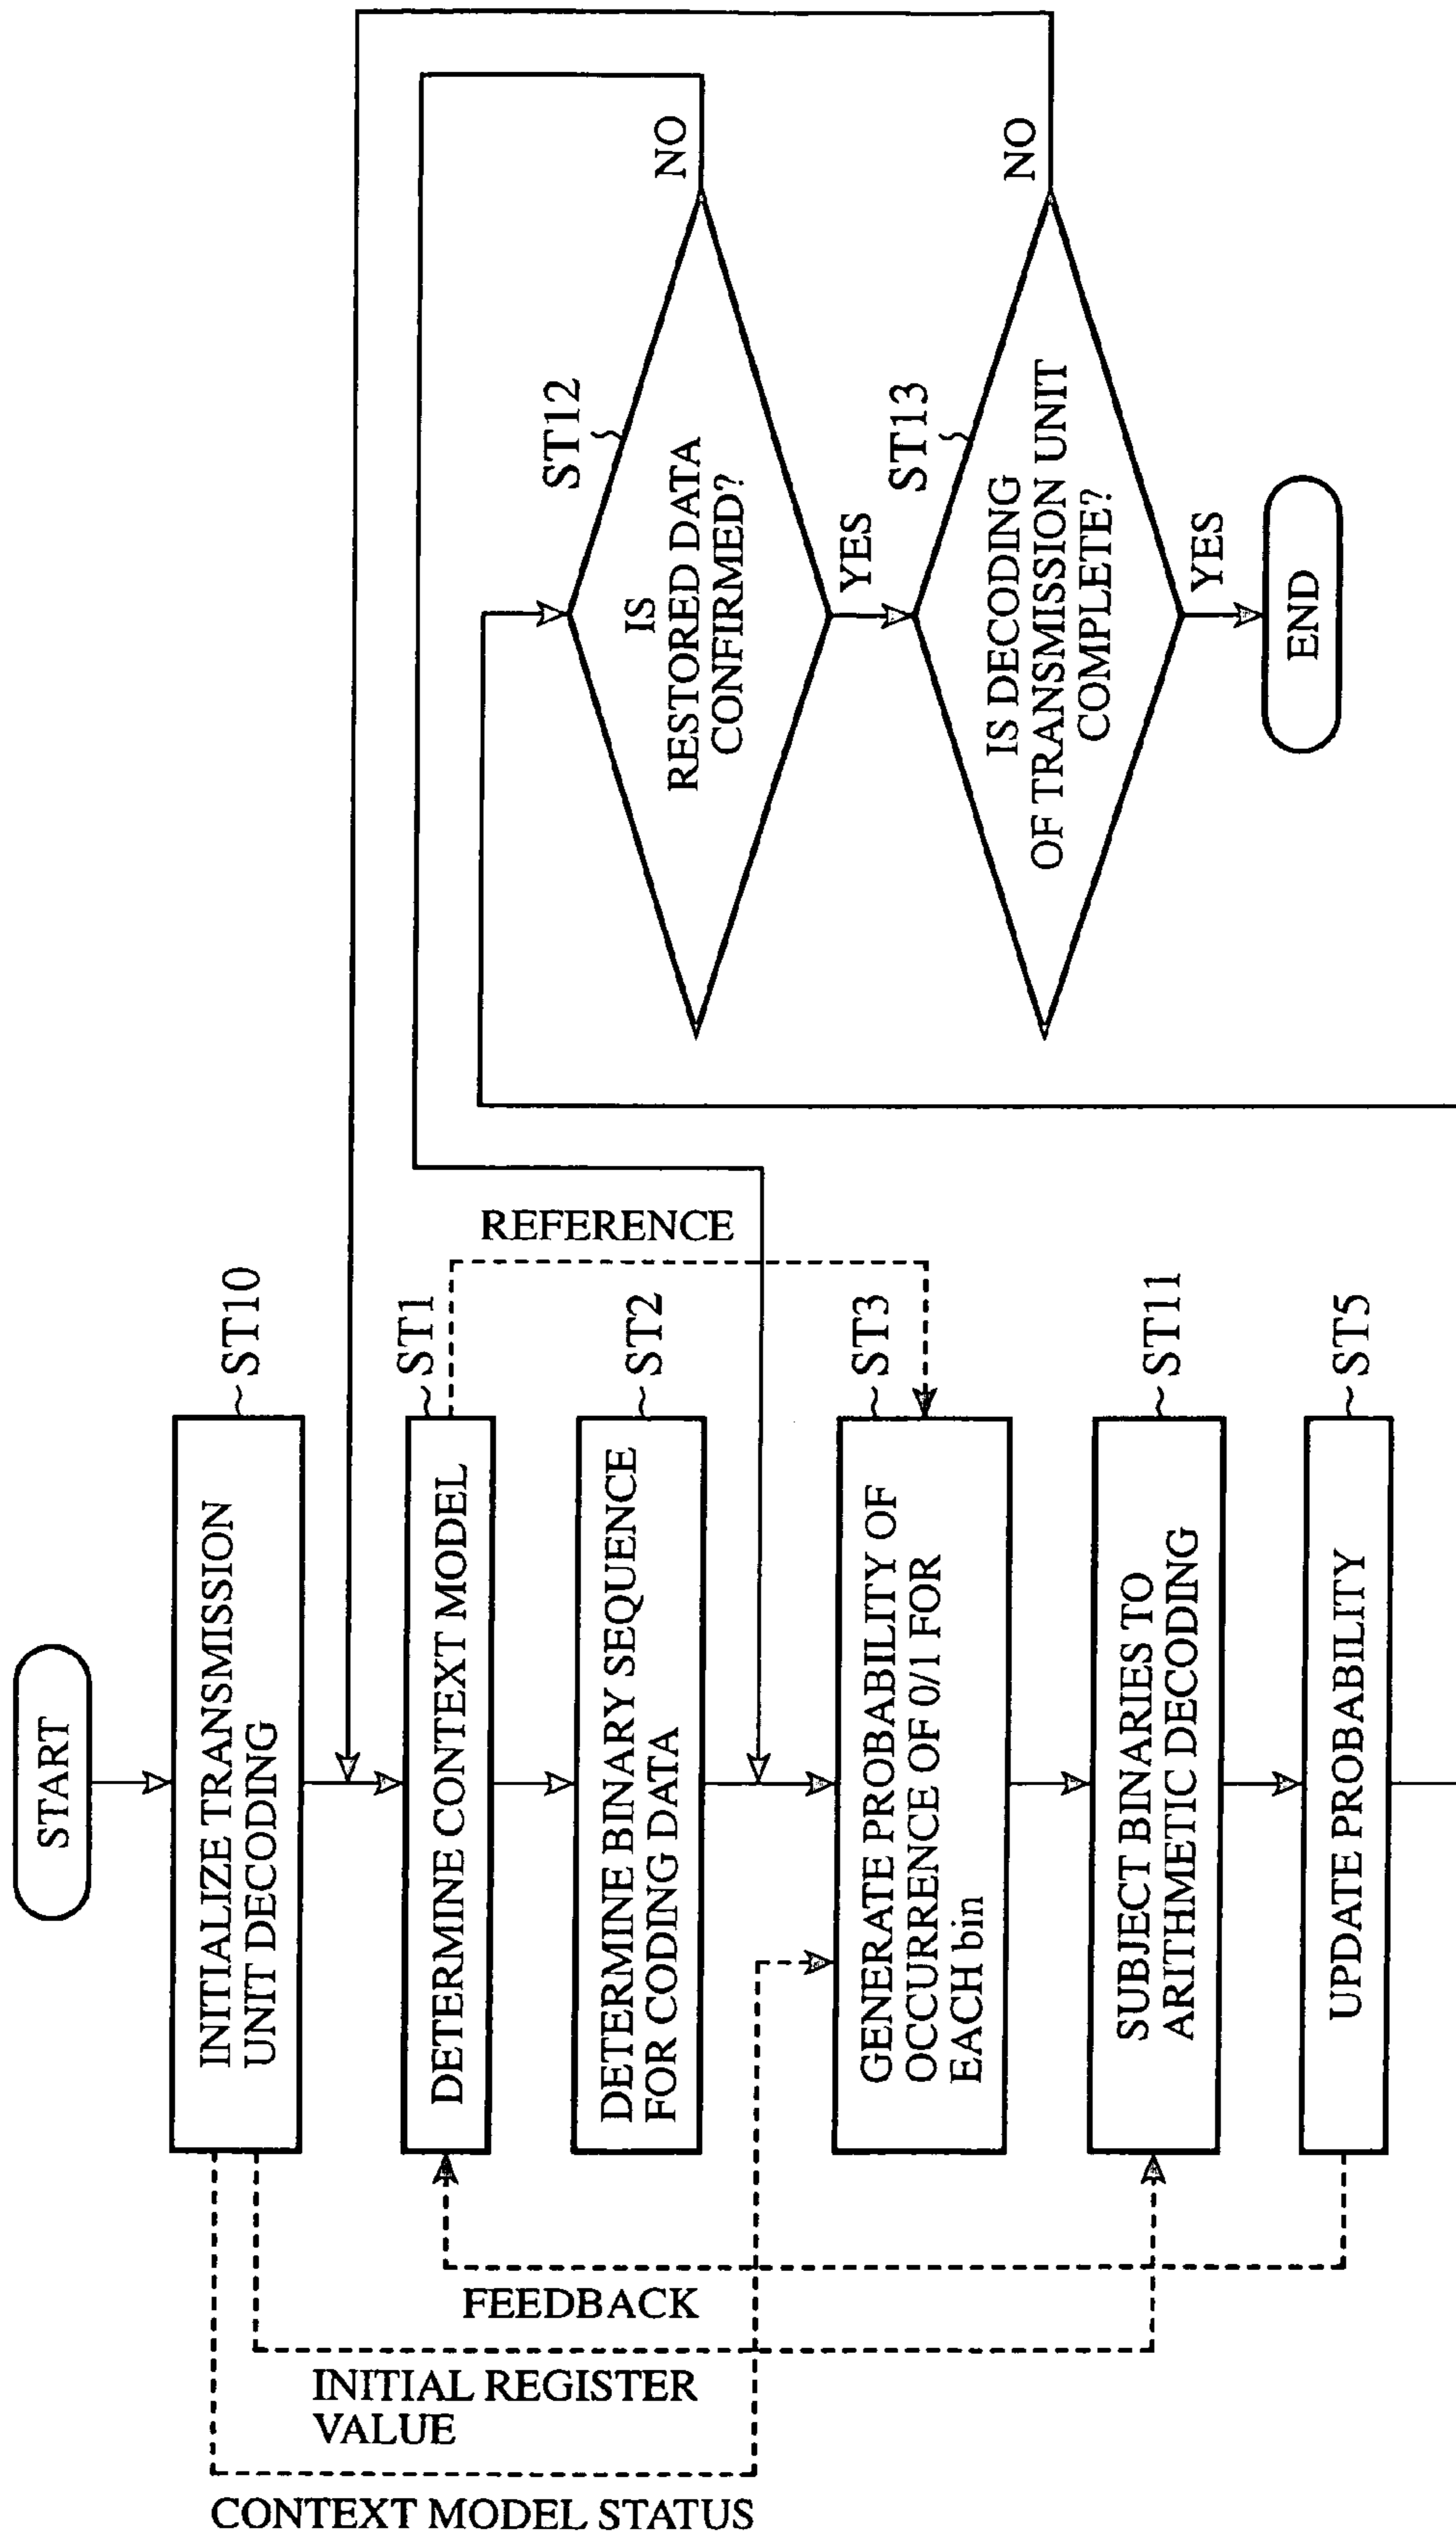 START
INITIALIZE TRANSMISSION
UNIT DECODING
ST10
DETERMINE CONTEXT MODEL
ST1
REFERENCE
DETERMINE BINARY SEQUENCE
FOR CODING DATA
ST2
GENERATE PROBABILITY OF
OCCURRENCE OF 0/1 FOR
EACH bin
ST3
SUBJECT BINARIES TO
ARITHMETIC DECODING
ST11
UPDATE PROBABILITY
ST5
FEEDBACK
INITIAL REGISTER
VALUE
CONTEXT MODEL STATUS
ST12
IS
RESTORED DATA
CONFIRMED?
NO
YES
ST13
IS DECODING
OF TRANSMISSION UNIT
COMPLETE?
NO
YES
END